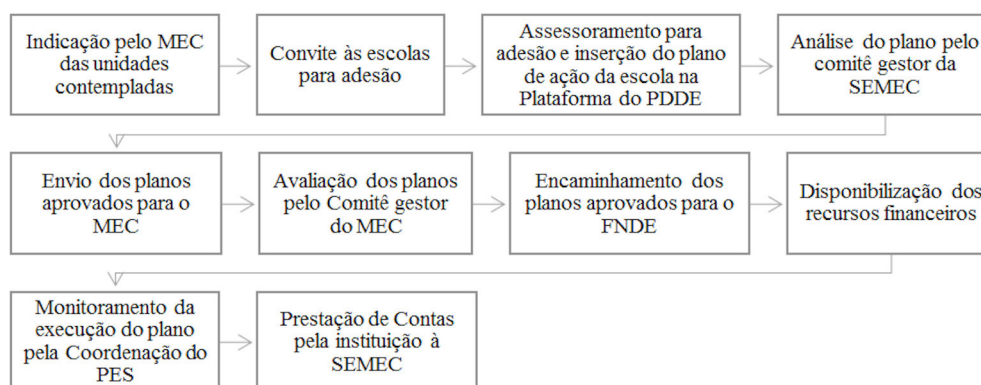 Indicação pelo MEC
das unidades
contempladas
Convite às escolas
para adesão
Assessoramento para
adesão e inserção do plano
de ação da escola na
Plataforma do PDDE
Análise do plano pelo
comitê gestor da
SEMEC
Envio dos planos
aprovados para o
MEC
Avaliação dos planos
pelo Comitê gestor
do MEC
Encaminhamento dos
planos aprovados para o
FNDE
Disponibilização dos
recursos financeiros
Monitoramento da
execução do plano
pela Coordenação do
PES
Prestação de Contas
pela instituição à
SEMEC